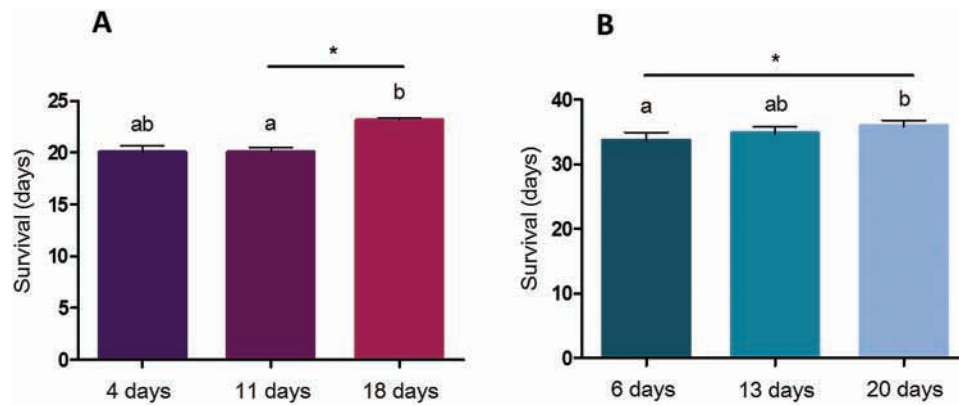 A
*
b
ab
a
25
20
15
10
5
0
Survival (days)
4 days
11 days
18 days
B
*
a
ab
b
40
30
20
10
0
Survival (days)
6 days
13 days
20 days